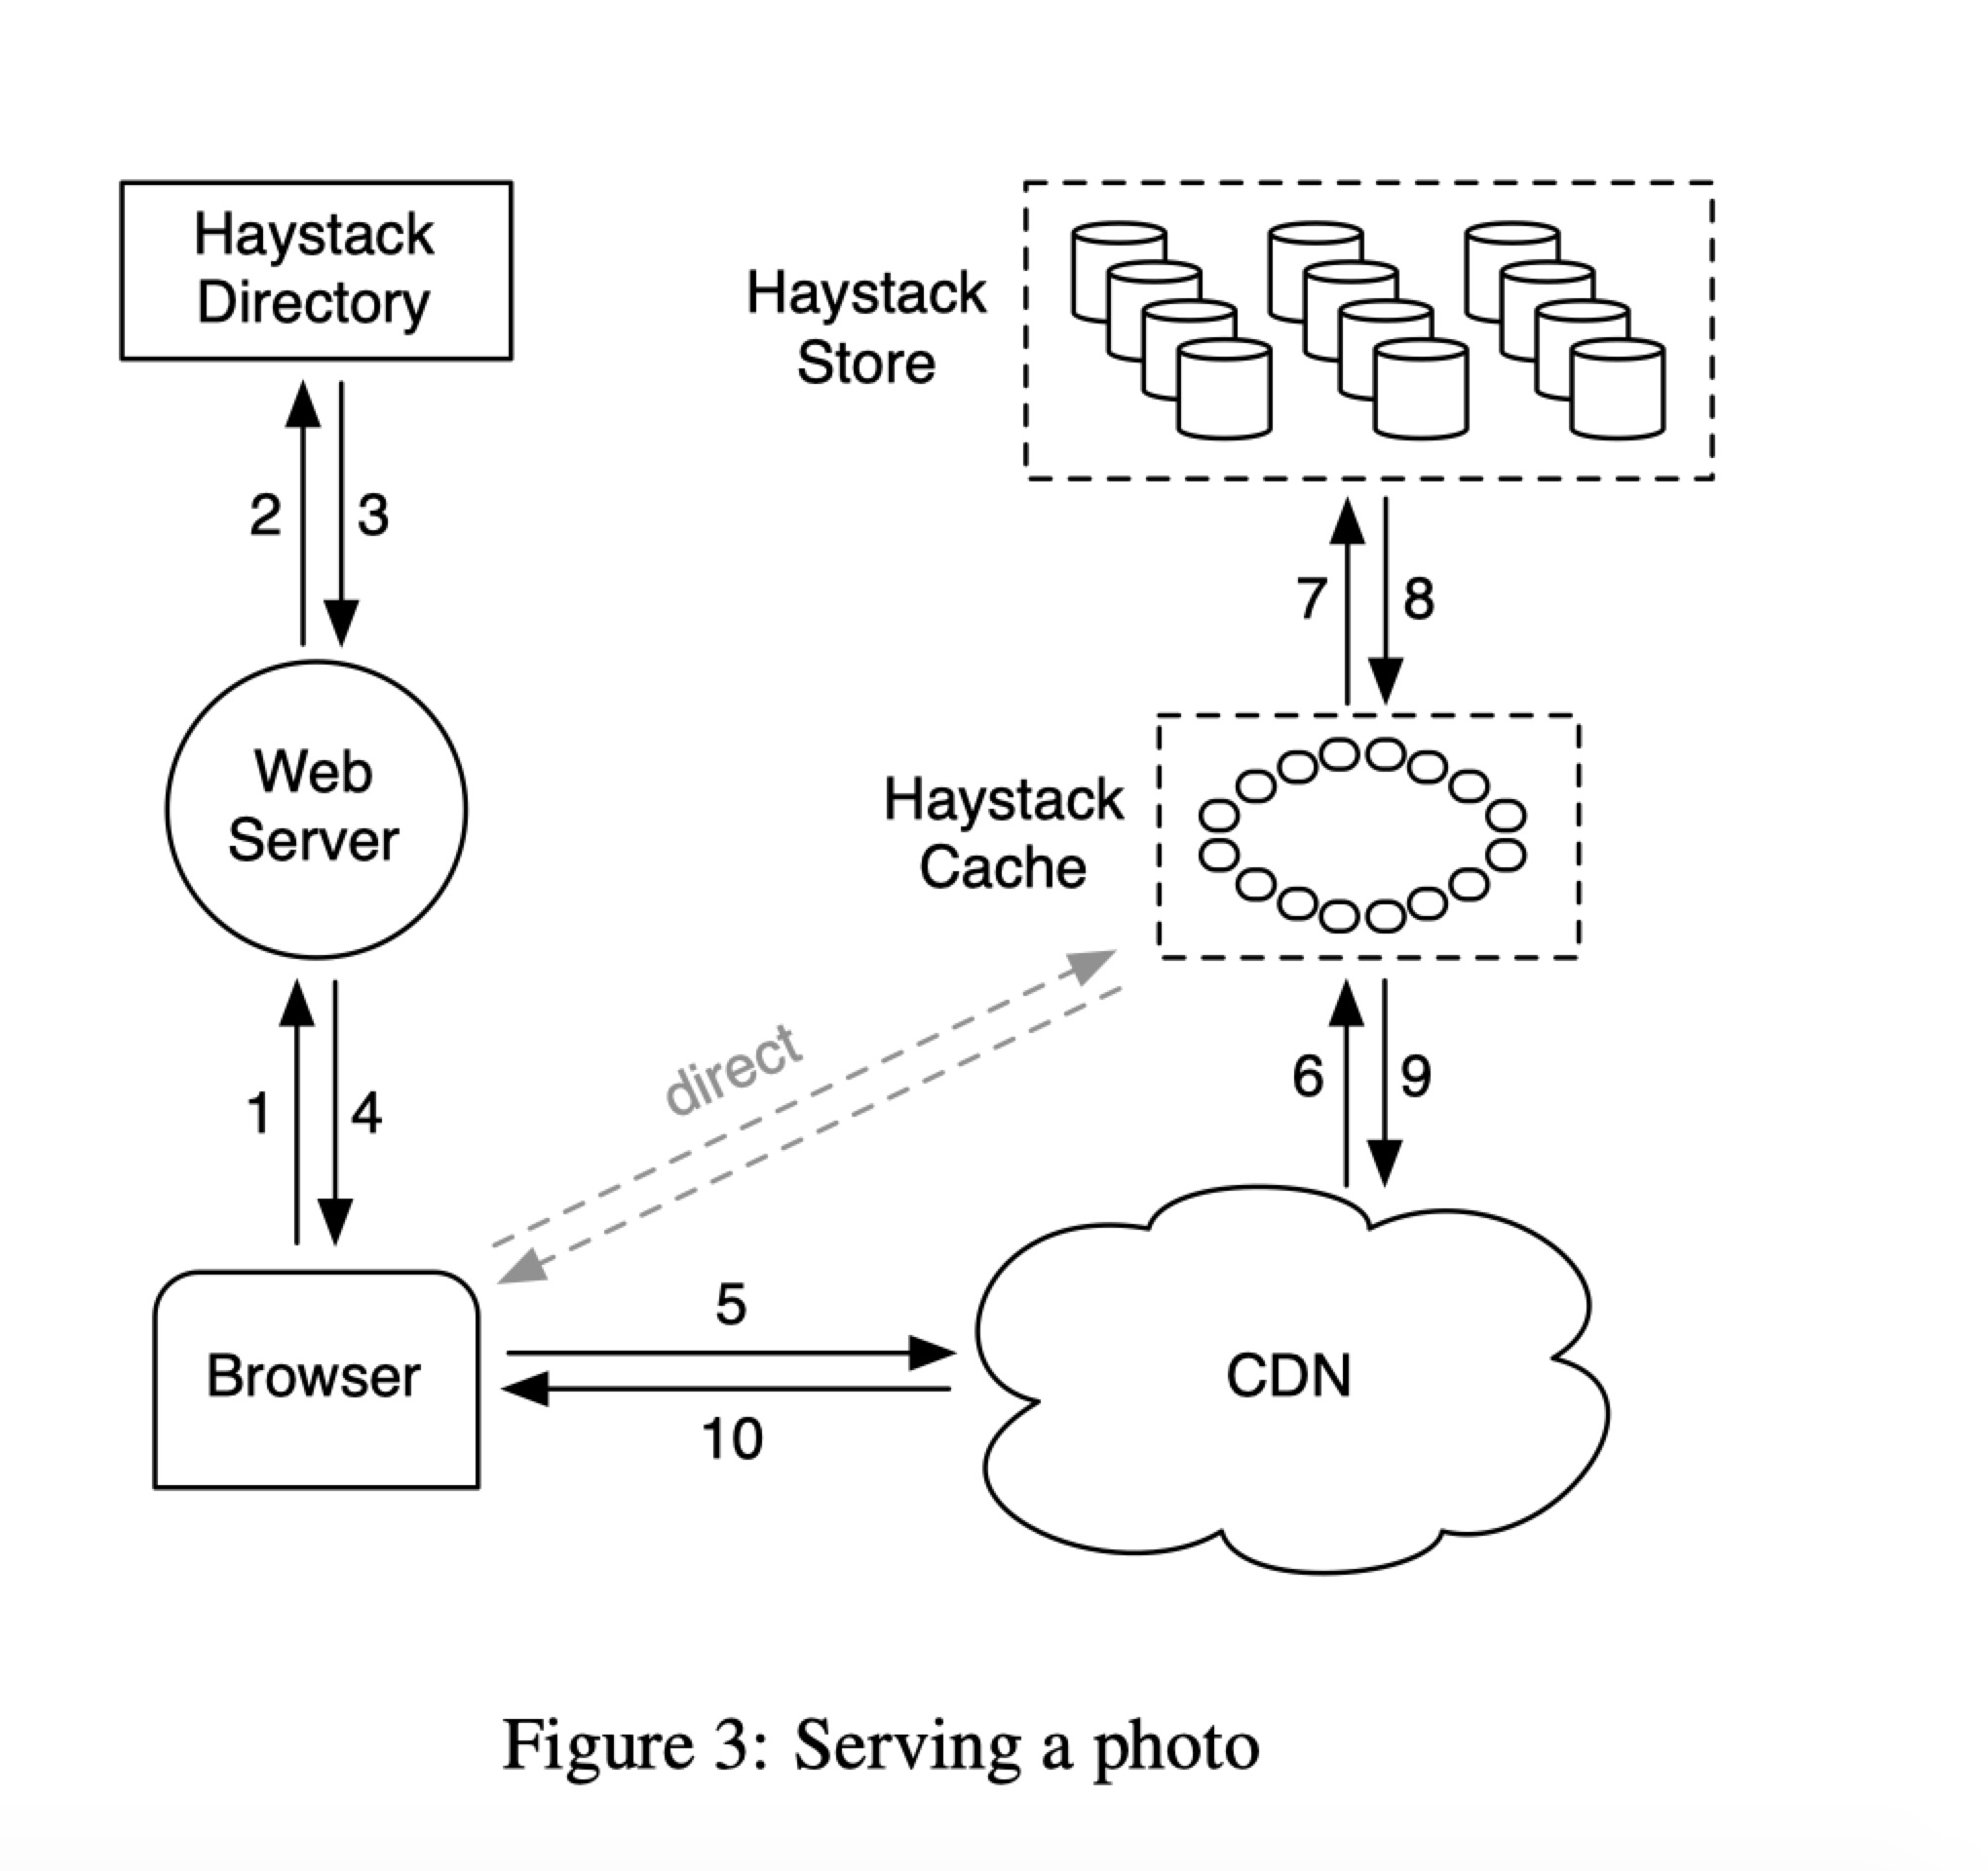 Haystack
Directory
Haystack
Store
2
3
7
8
Web
Server
Haystack
Cache
direct
1
4
6
9
5
Browser
CDN
10
Figure 3: Serving a photo